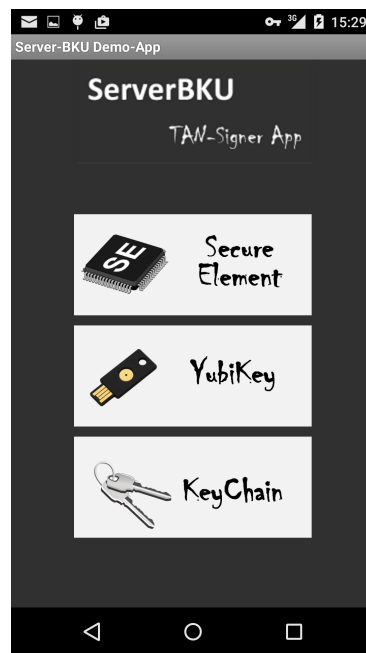 3G
15:29
Server-BKU Demo-App
ServerBKU
TAN-Signer App
SE
Secure
Element
YubiKey
KeyChain